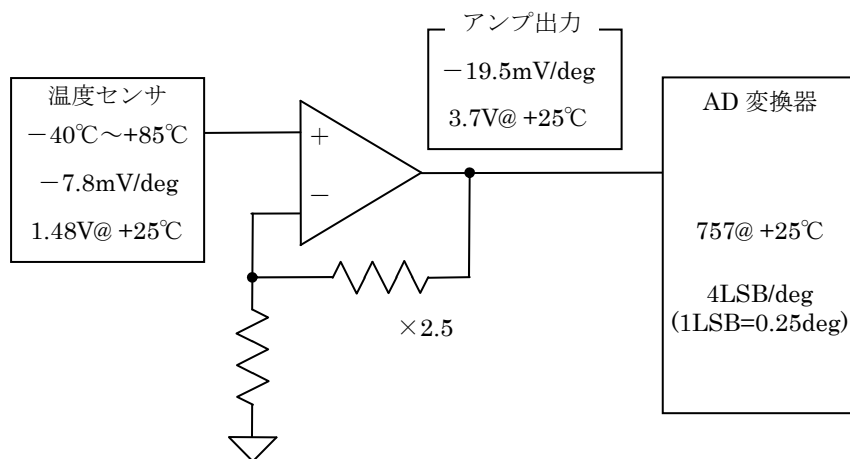 アンプ出力
−19.5mV/deg
3.7V@ +25℃
温度センサ
−40℃～+85℃
−7.8mV/deg
1.48V@ +25℃
+
−
×2.5
AD 変換器
757@ +25℃
4LSB/deg
(1LSB=0.25deg)